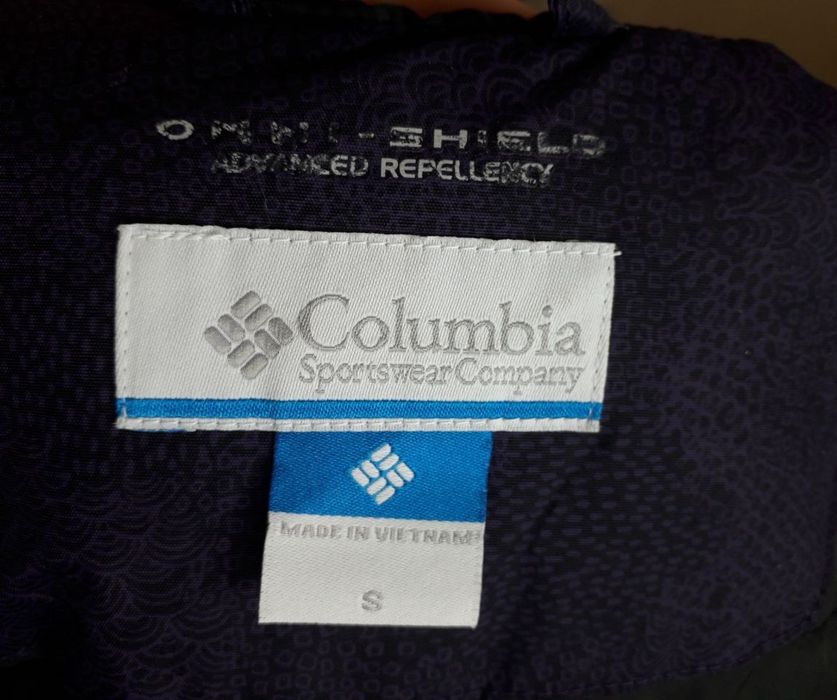 OMNI-SHIELD
ADVANCED REPELLENCY
Columbia
Sportswear Company
MADE IN VIETNAM
S